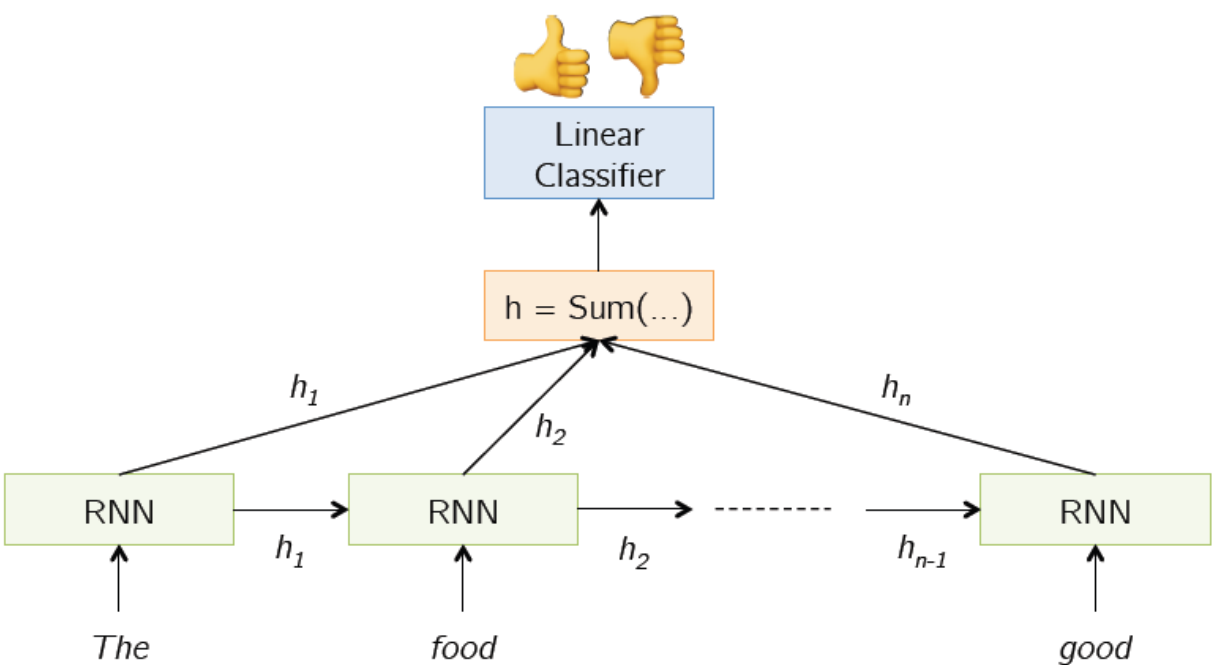 Linear
Classifier
h = Sum(...)
h₁
h₂
hₙ
RNN
RNN
RNN
h₁
h₂
hₙ₋₁
The
food
good